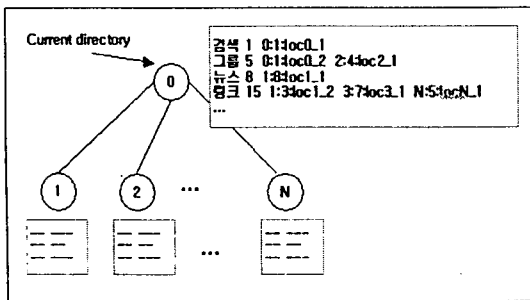 Current directory
검색 1 0:1:loc0_1
그룹 5 0:1:loc0_2 2:4:loc2_1
뉴스 8 1:8:loc1_1
링크 15 1:3:loc1_2 3:7:loc3_1 N:5:locN_1
...
0
1 2 ... N
...